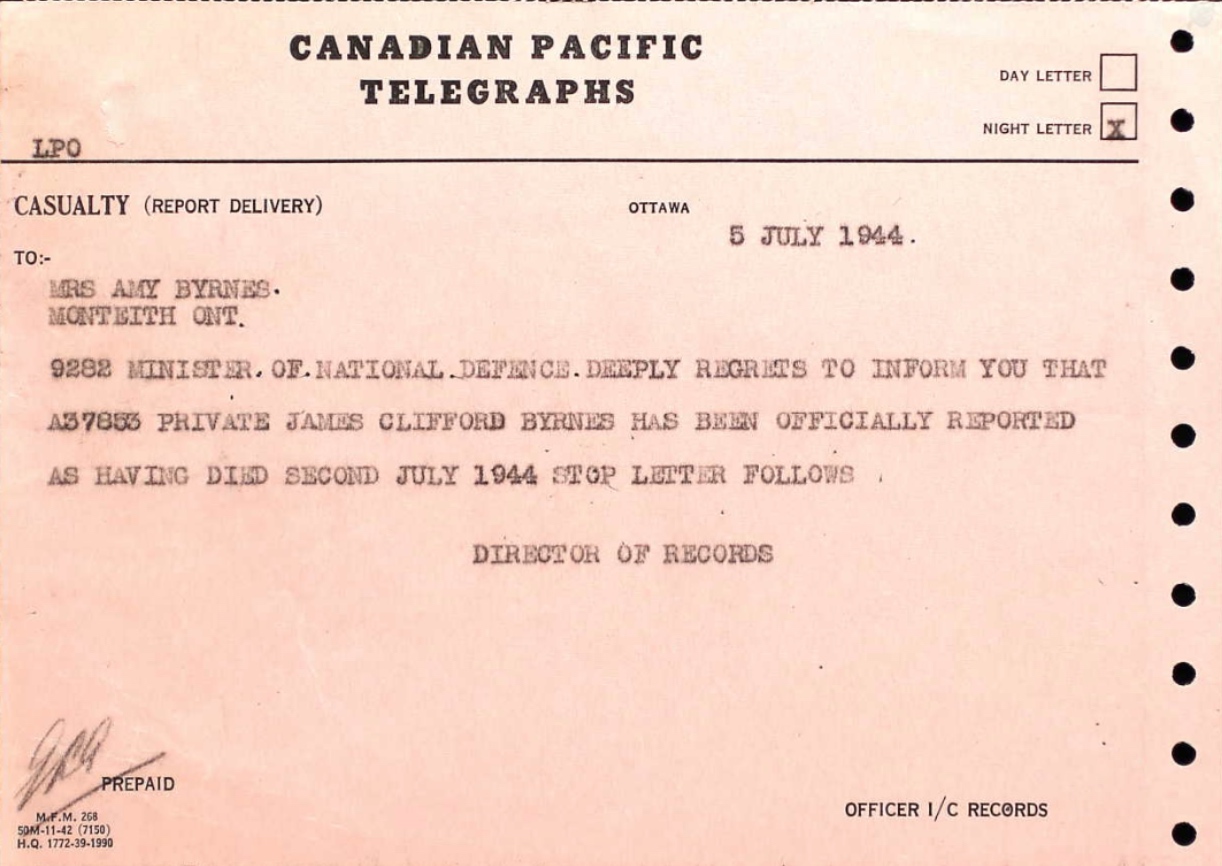 CANADIAN PACIFIC
TELEGRAPHS
DAY LETTER
NIGHT LETTER X
LPO
CASUALTY (REPORT DELIVERY)
OTTAWA
5 JULY 1944.
TO:-
MRS AMY BYRNES.
MONTEITH ONT.
9282 MINISTER. OF. NATIONAL. DEFENCE. DEEPLY REGRETS TO INFORM YOU THAT
A37853 PRIVATE JAMES CLIFFORD BYRNES HAS BEEN OFFICIALLY REPORTED
AS HAVING DIED SECOND JULY 1944 STOP LETTER FOLLOWS .
DIRECTOR OF RECORDS
PREPAID
M.F.M. 268
50M-11-42 (7150)
H.Q. 1772-39-1990
OFFICER I/C RECORDS